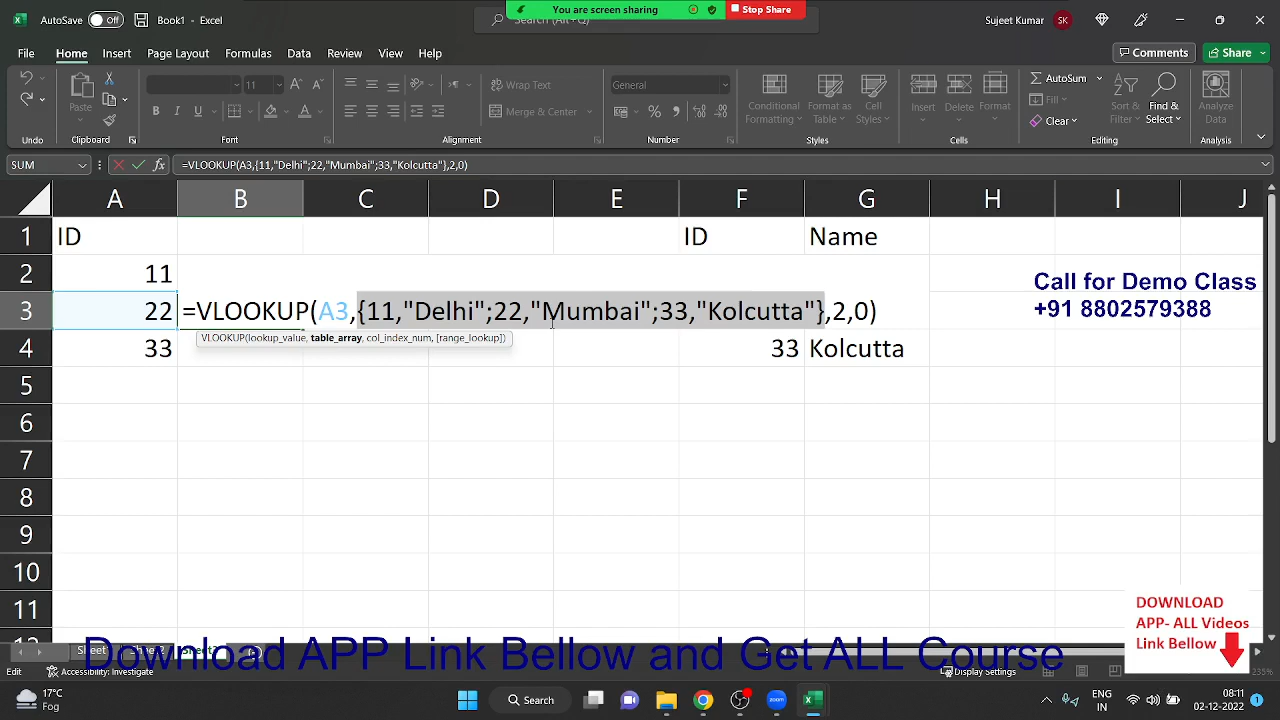 You are screen sharing
Stop Share
AutoSave Off
Book1 - Excel
Search (Alt+Q)
Sujeet Kumar SK
File Home Insert Page Layout Formulas Data Review View Help
Comments Share
Paste
11
Wrap Text
Merge & Center
General
Conditional Formatting
Format as Table
Cell Styles
Insert Delete Format
AutoSum
Fill
Clear
Sort & Filter
Find & Select
Analyze Data
Undo Clipboard Font Alignment Number Styles Cells Editing Analysis
SUM =VLOOKUP(A3,{11,"Delhi";22,"Mumbai";33,"Kolcutta"},2,0)
A B C D E F G H I J
1 ID ID Name
2 11
3 22 =VLOOKUP(A3,{11,"Delhi";22,"Mumbai";33,"Kolcutta"},2,0)
VLOOKUP(lookup_value, table_array, col_index_num, [range_lookup])
4 33 33 Kolcutta
5
6
7
8
9
10
11
Call for Demo Class
+91 8802579388
DOWNLOAD
APP- ALL Videos
Link Bellow
Download APP Link Bellow and Get ALL Course
Edit Accessibility: Investigate Display Settings 235%
17°C
Fog
Search
zoom
ENG
IN
08:11
02-12-2022